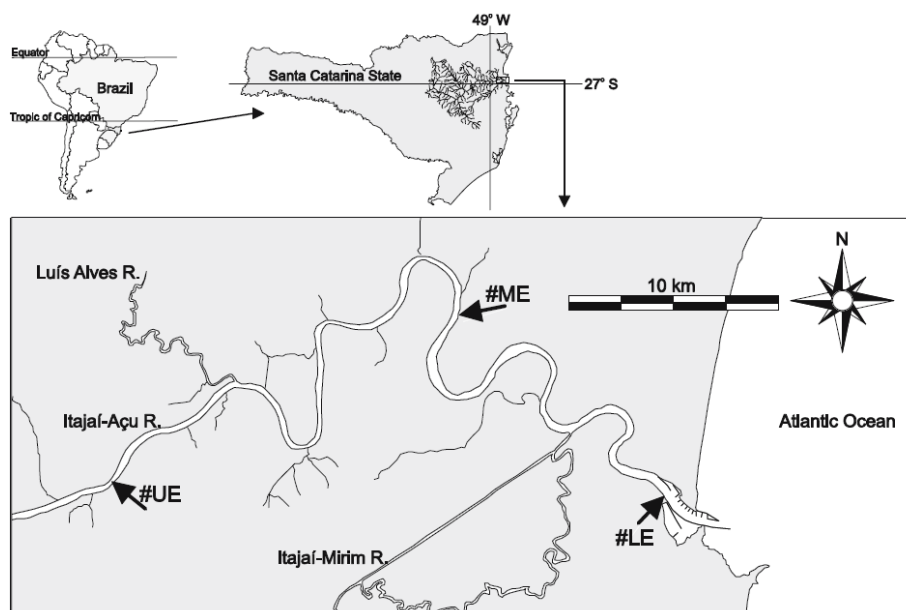 49° W
Equator
Santa Catarina State
27° S
Brazil
Tropic of Capricorn
N
Luís Alves R.
#ME
10 km
Itajaí-Açu R.
Atlantic Ocean
#UE
#LE
Itajaí-Mirim R.